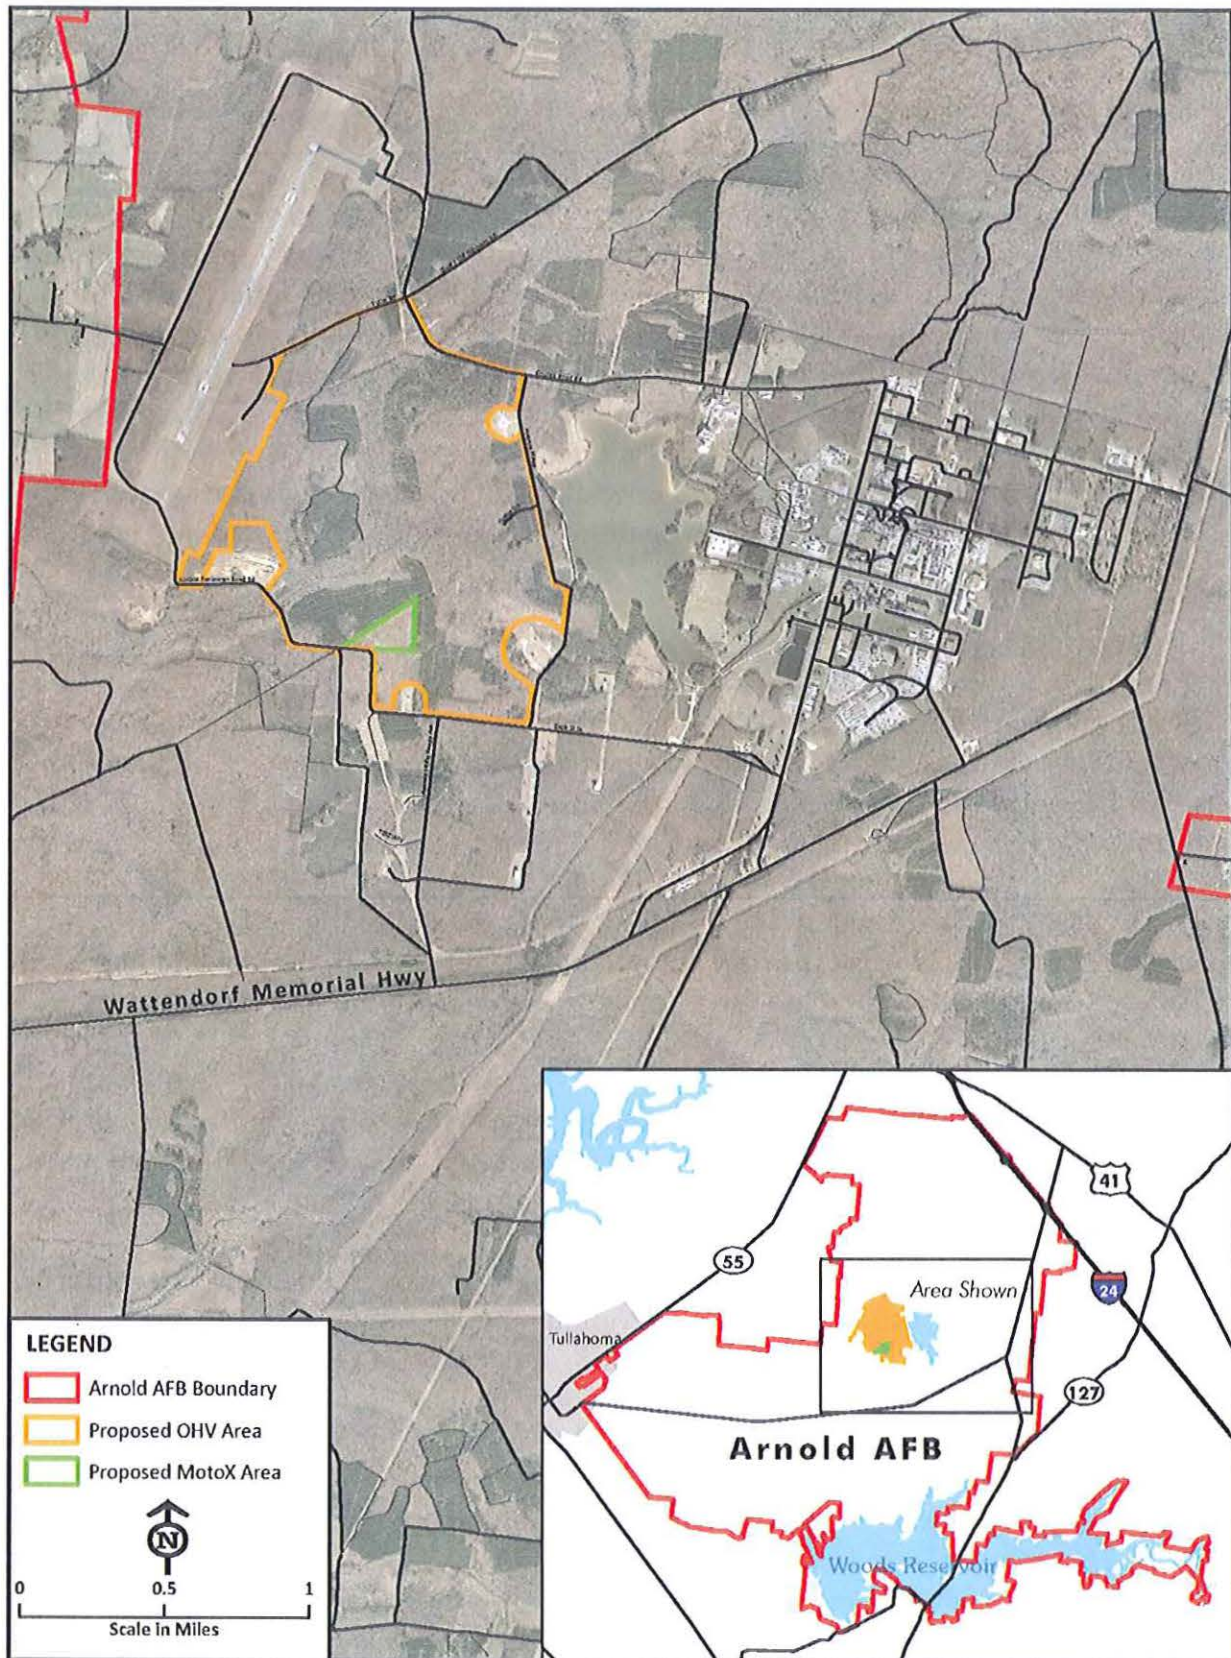 Wattendorf Memorial Hwy
LEGEND
Arnold AFB Boundary
Proposed OHV Area
Proposed MotoX Area
N
0 0.5 1
Scale in Miles
41
55
Area Shown
24
Tullahoma
127
Arnold AFB
Woods Reservoir